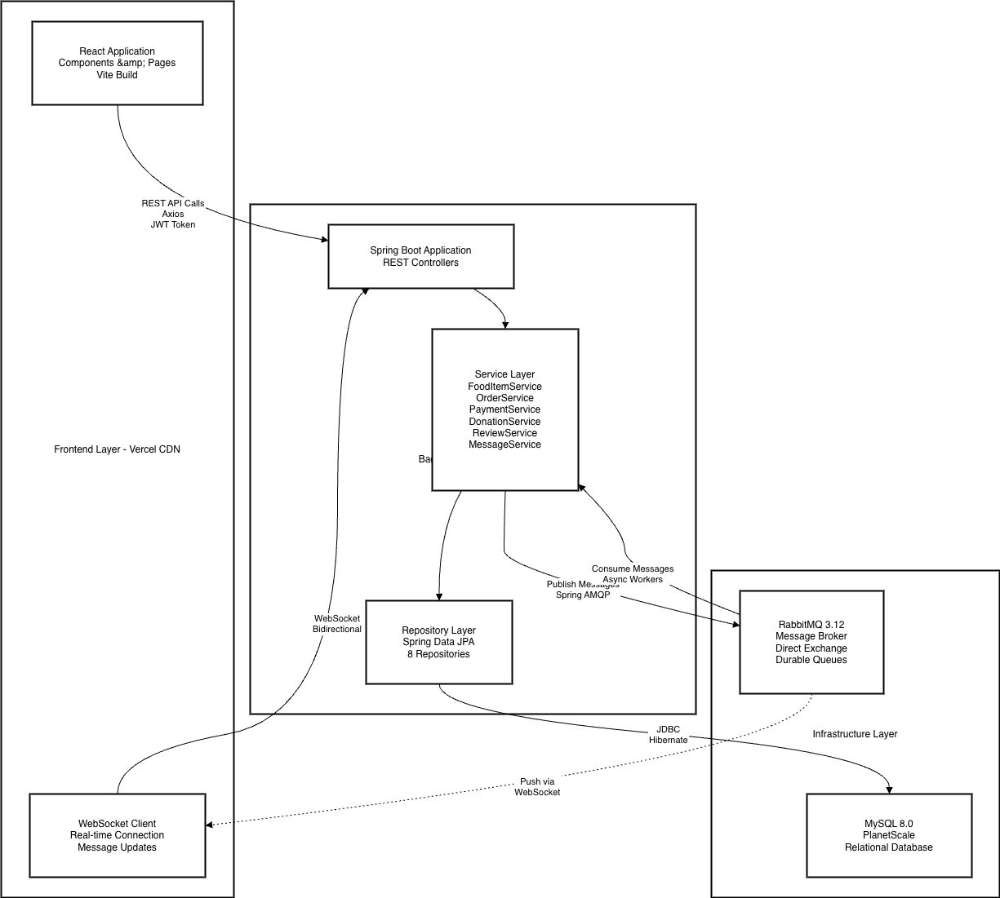 React Application
Components &amp; Pages
Vite Build
REST API Calls
Axios
JWT Token
Spring Boot Application
REST Controllers
Service Layer
FoodItemService
OrderService
PaymentService
DonationService
ReviewService
MessageService
Frontend Layer - Vercel CDN
Consume Messages
Async Workers
Publish Messages
Spring AMQP
WebSocket
Bidirectional
Repository Layer
Spring Data JPA
8 Repositories
RabbitMQ 3.12
Message Broker
Direct Exchange
Durable Queues
JDBC
Hibernate
Infrastructure Layer
Push via
WebSocket
WebSocket Client
Real-time Connection
Message Updates
MySQL 8.0
PlanetScale
Relational Database